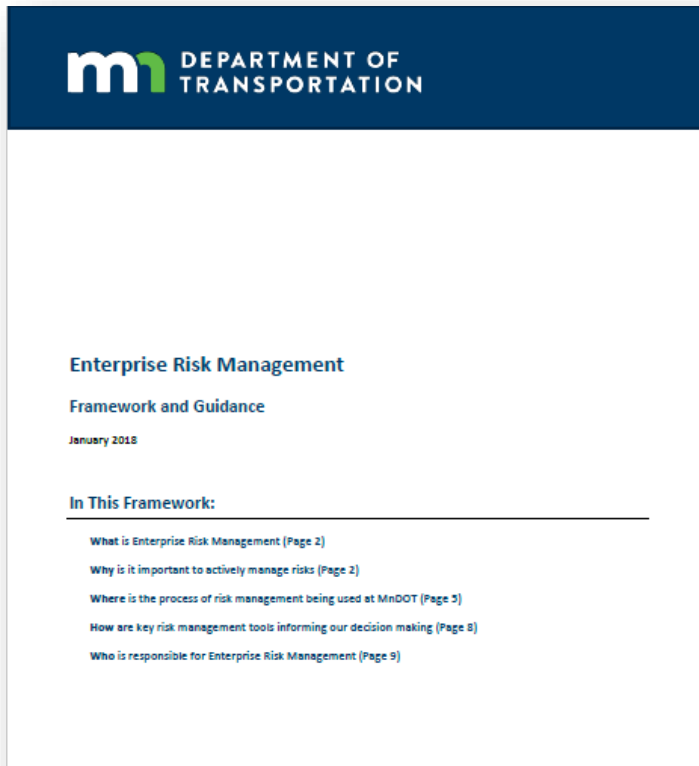 mn DEPARTMENT OF
TRANSPORTATION
Enterprise Risk Management
Framework and Guidance
January 2018
In This Framework:
What is Enterprise Risk Management (Page 2)
Why is it important to actively manage risks (Page 2)
Where is the process of risk management being used at MnDOT (Page 5)
How are key risk management tools informing our decision making (Page 8)
Who is responsible for Enterprise Risk Management (Page 9)